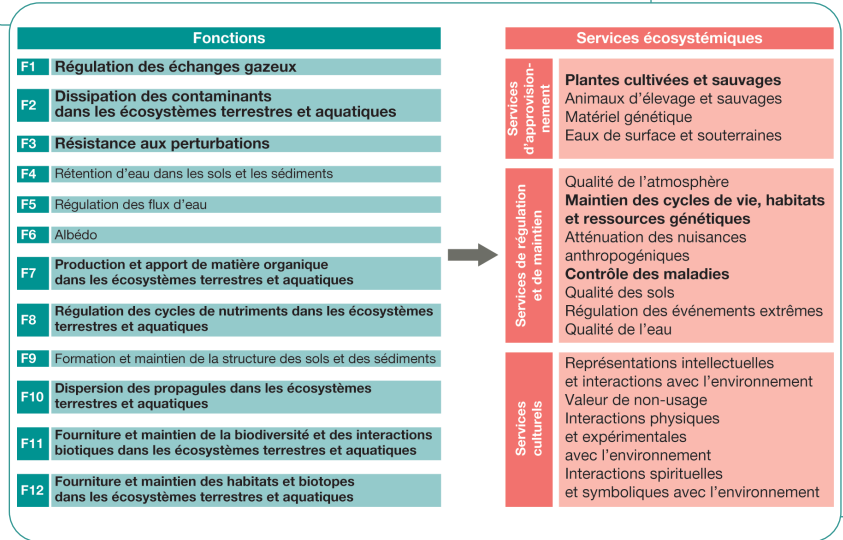 Fonctions
F1 Régulation des échanges gazeux
F2 Dissipation des contaminants
dans les écosystèmes terrestres et aquatiques
F3 Résistance aux perturbations
F4 Rétention d'eau dans les sols et les sédiments
F5 Régulation des flux d'eau
F6 Albédo
F7 Production et apport de matière organique
dans les écosystèmes terrestres et aquatiques
F8 Régulation des cycles de nutriments dans les écosystèmes
terrestres et aquatiques
F9 Formation et maintien de la structure des sols et des sédiments
F10 Dispersion des propagules dans les écosystèmes
terrestres et aquatiques
F11 Fourniture et maintien de la biodiversité et des interactions
biotiques dans les écosystèmes terrestres et aquatiques
F12 Fourniture et maintien des habitats et biotopes
dans les écosystèmes terrestres et aquatiques
Services écosystémiques
Services
d'approvision-
nement
Plantes cultivées et sauvages
Animaux d'élevage et sauvages
Matériel génétique
Eaux de surface et souterraines
Services de régulation
et de maintien
Qualité de l'atmosphère
Maintien des cycles de vie, habitats
et ressources génétiques
Atténuation des nuisances
anthropogéniques
Contrôle des maladies
Qualité des sols
Régulation des événements extrêmes
Qualité de l'eau
Services
culturels
Représentations intellectuelles
et interactions avec l'environnement
Valeur de non-usage
Interactions physiques
et expérimentales
avec l'environnement
Interactions spirituelles
et symboliques avec l'environnement